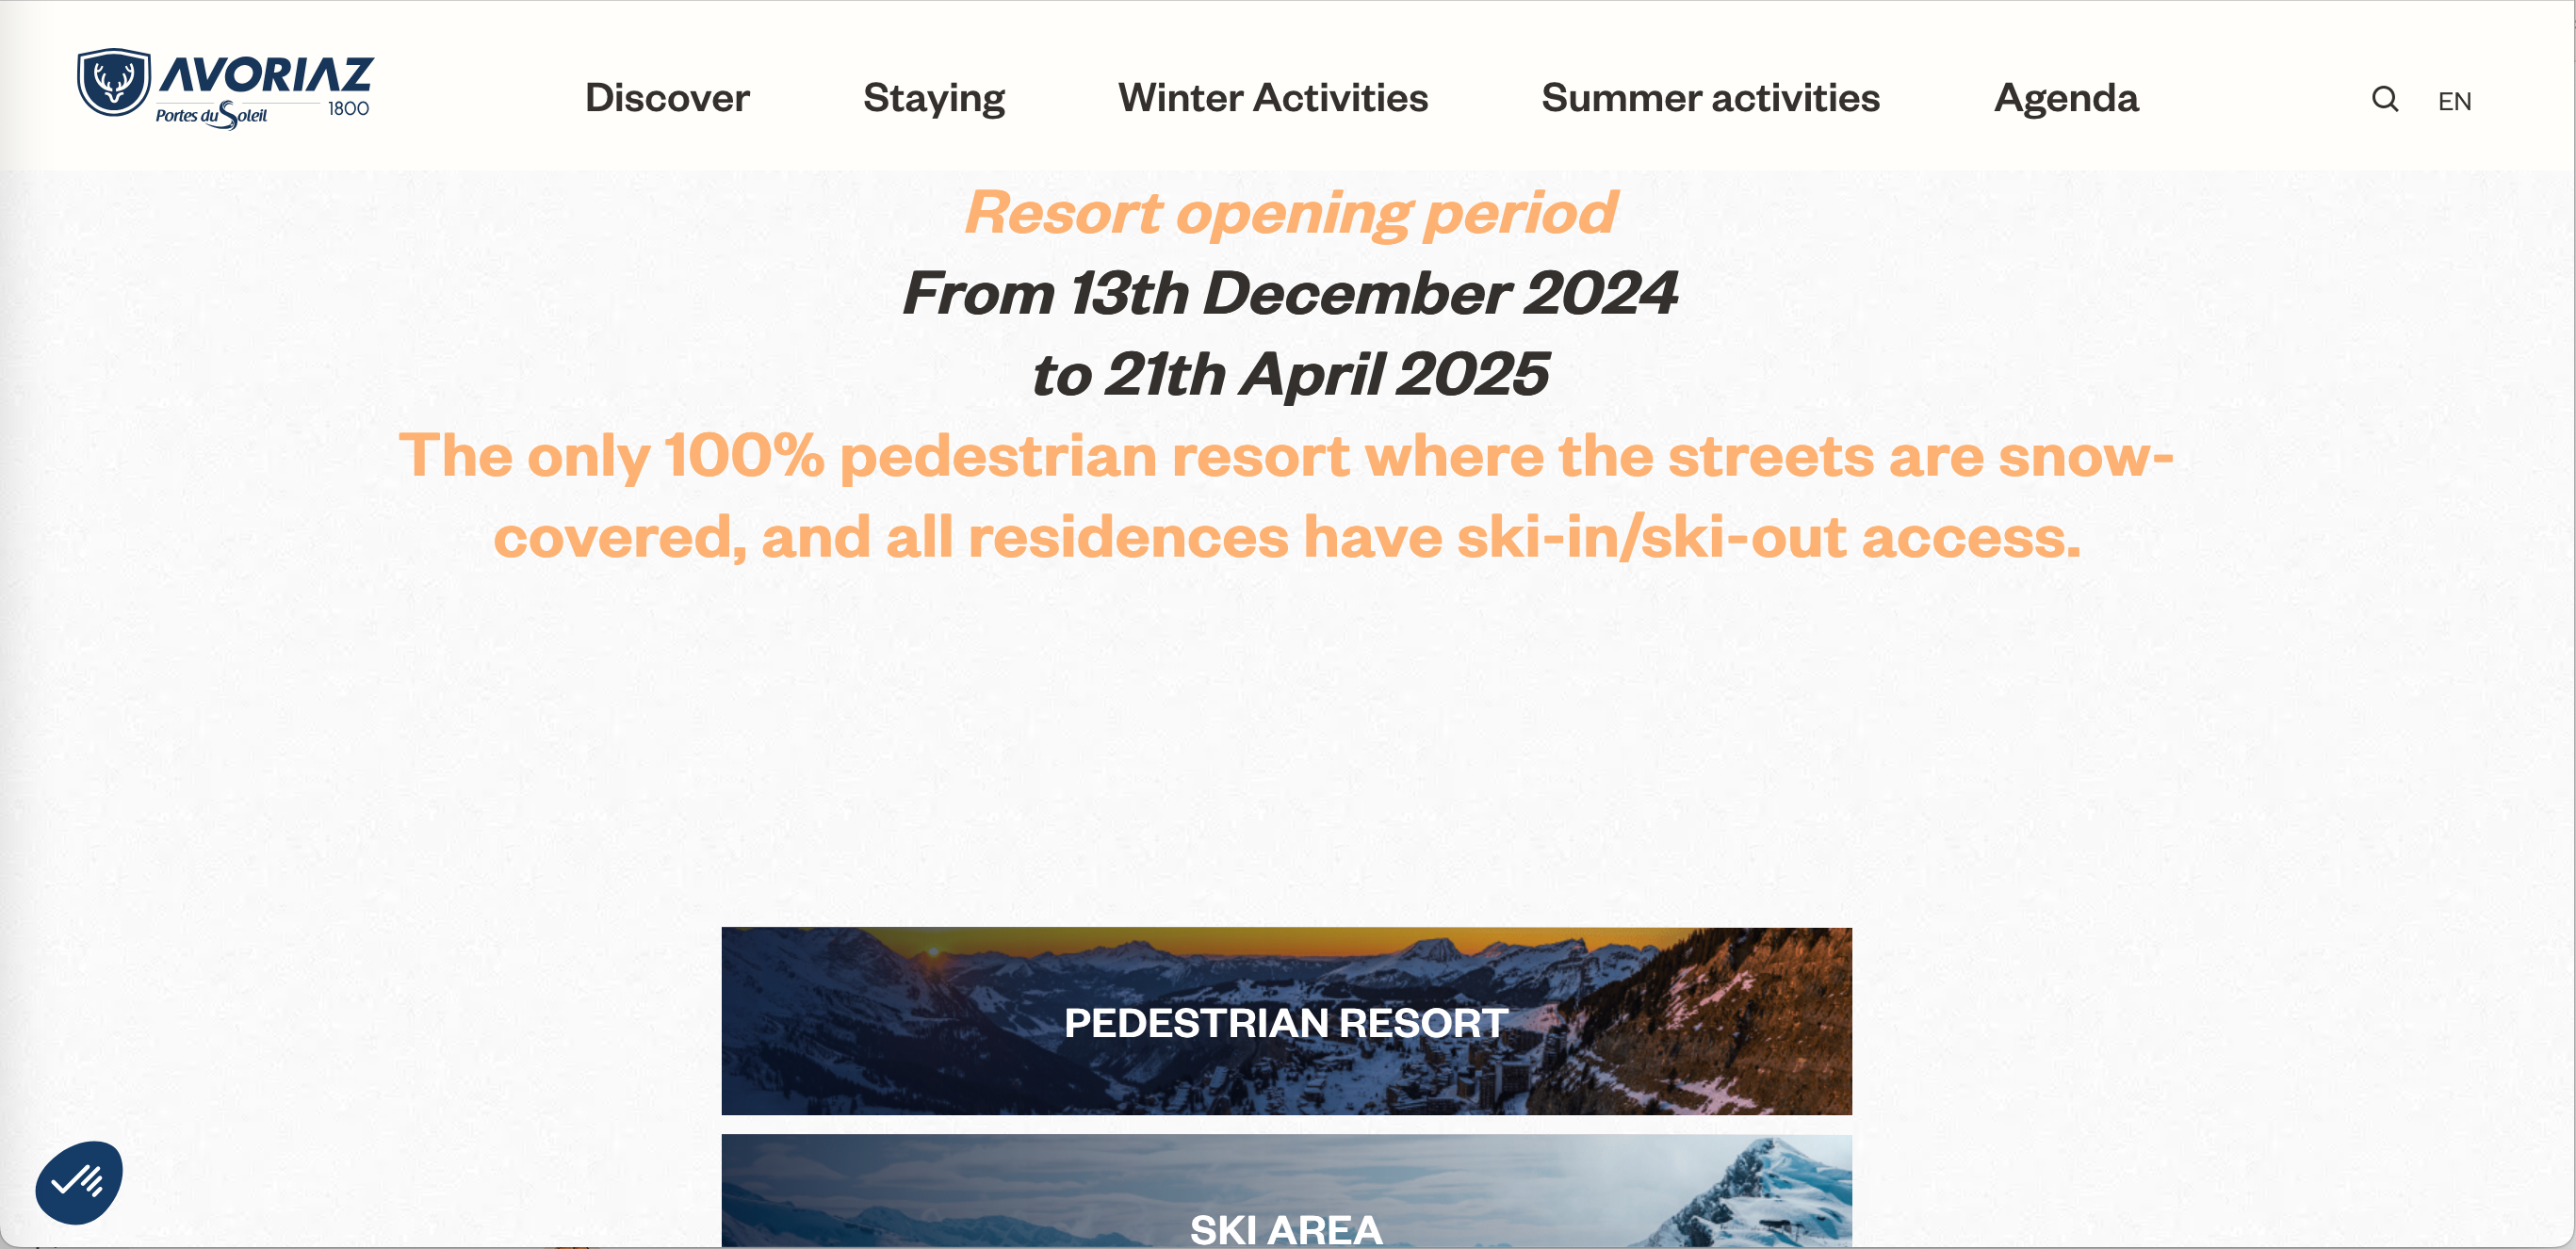 AVORIAZ
Portes du Soleil 1800
Discover Staying Winter Activities Summer activities Agenda EN
Resort opening period
From 13th December 2024
to 21th April 2025
The only 100% pedestrian resort where the streets are snow-
covered, and all residences have ski-in/ski-out access.
PEDESTRIAN RESORT
SKI AREA